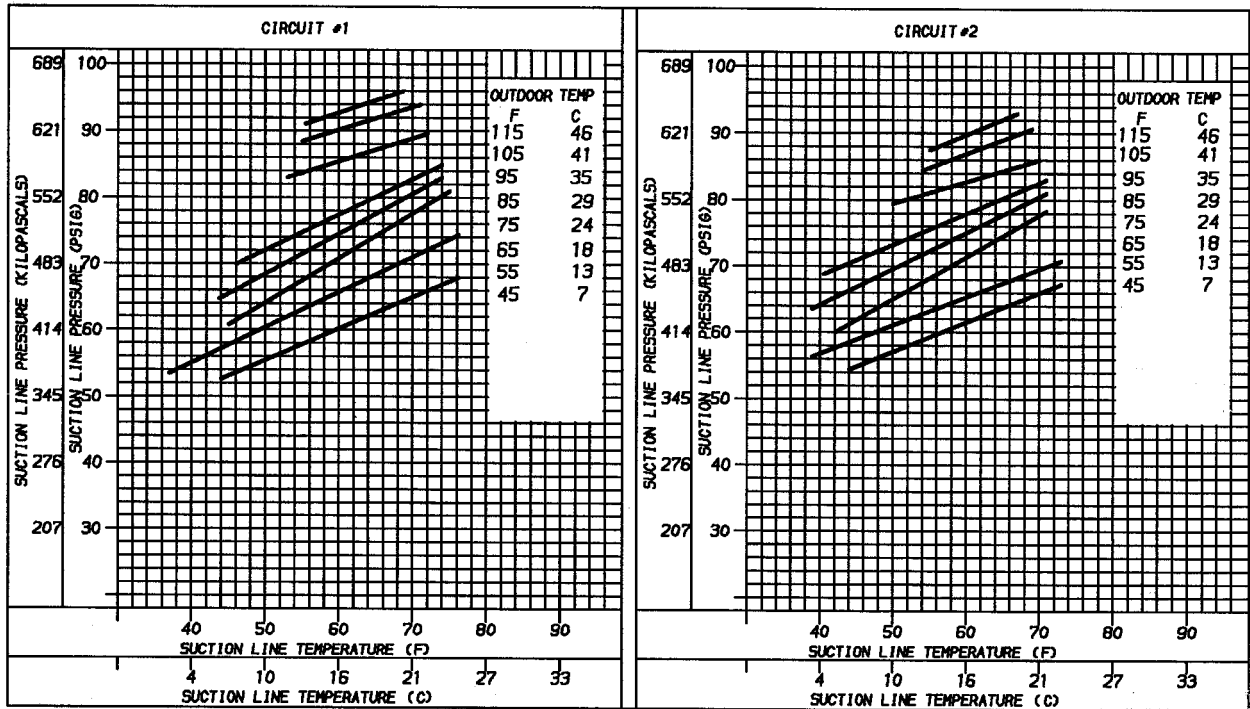 CIRCUIT #1
SUCTION LINE PRESSURE (KILOPASCALS)
689
621
552
483
414
345
276
207
SUCTION LINE PRESSURE (PSIG)
100
90
80
70
60
50
40
30
OUTDOOR TEMP
F C
115 46
105 41
95 35
85 29
75 24
65 18
55 13
45 7
40 50 60 70 80 90
SUCTION LINE TEMPERATURE (F)
4 10 16 21 27 33
SUCTION LINE TEMPERATURE (C)
CIRCUIT #2
SUCTION LINE PRESSURE (KILOPASCALS)
689
621
552
483
414
345
276
207
SUCTION LINE PRESSURE (PSIG)
100
90
80
70
60
50
40
30
OUTDOOR TEMP
F C
115 46
105 41
95 35
85 29
75 24
65 18
55 13
45 7
40 50 60 70 80 90
SUCTION LINE TEMPERATURE (F)
4 10 16 21 27 33
SUCTION LINE TEMPERATURE (C)